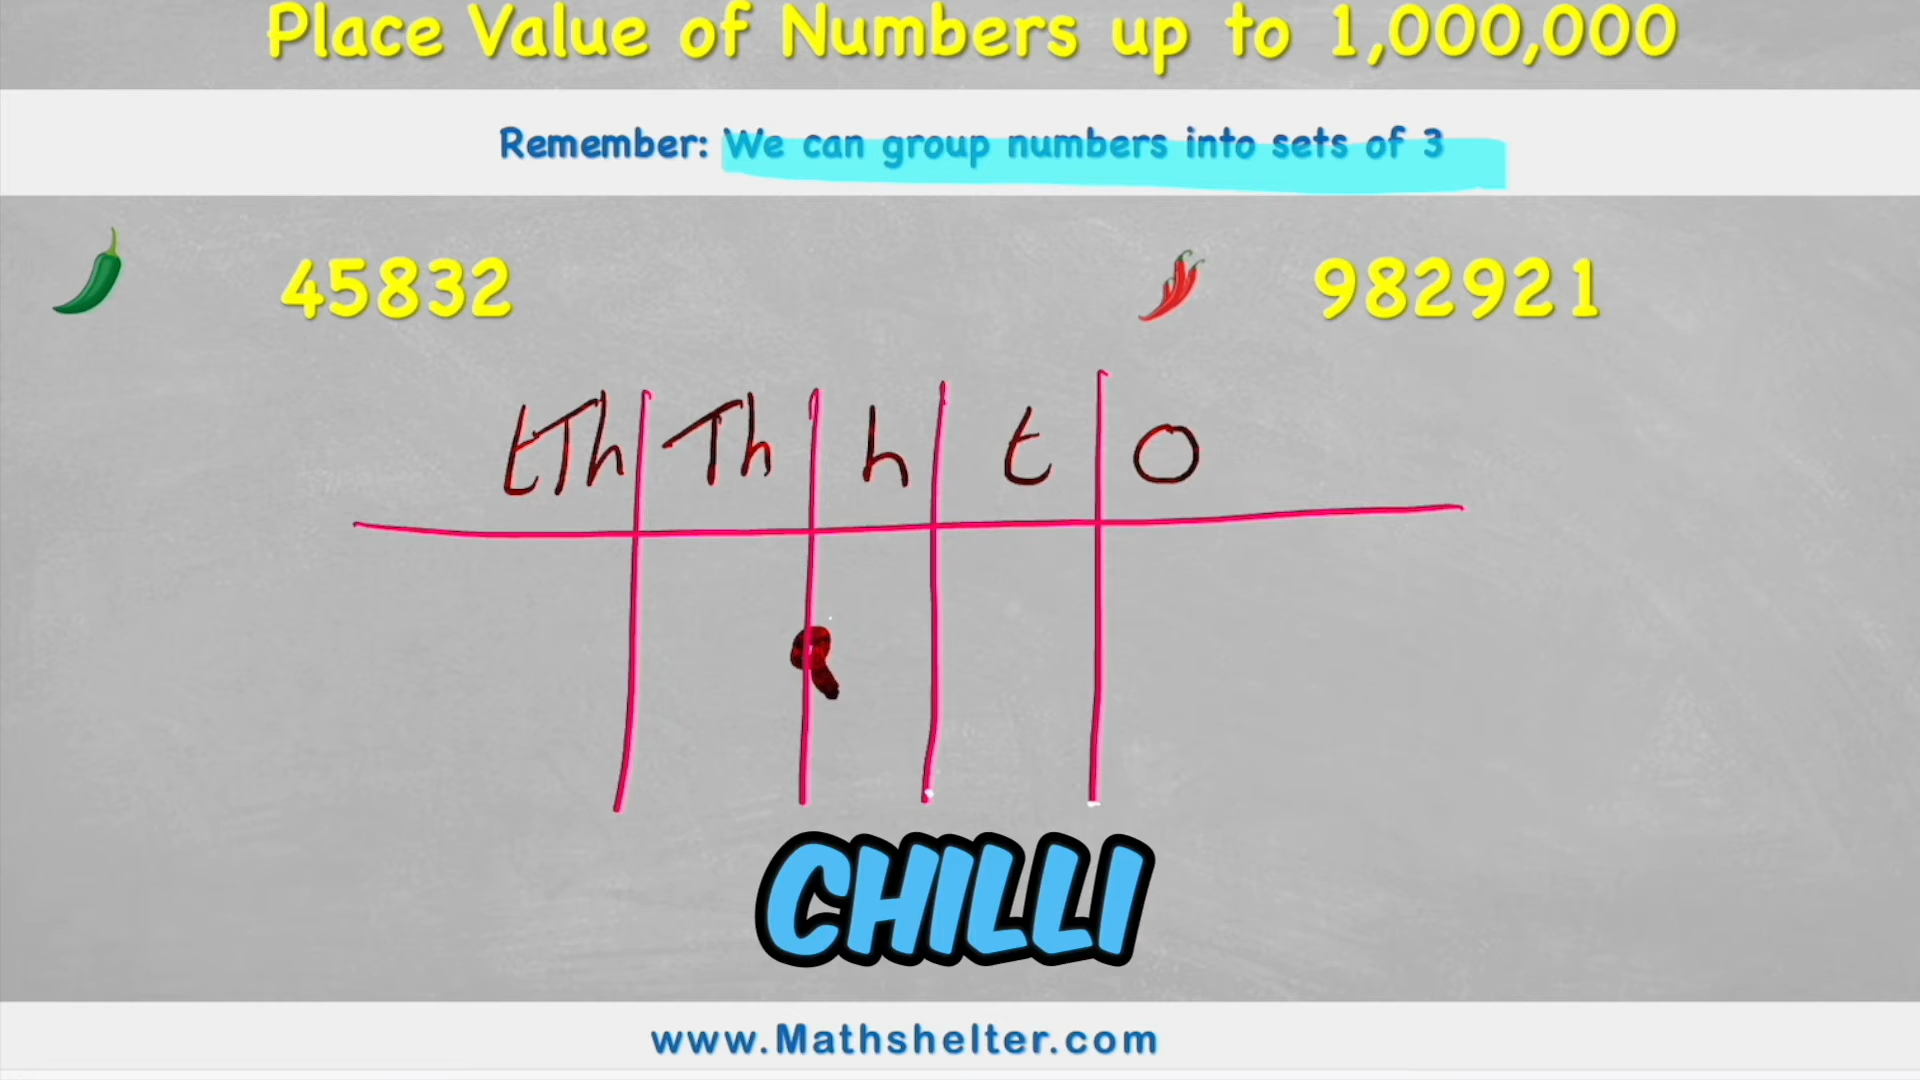 Place Value of Numbers up to 1,000,000
Remember: We can group numbers into sets of 3
45832 982921
tTh Th h t O
,
CHILLI
www.Mathshelter.com